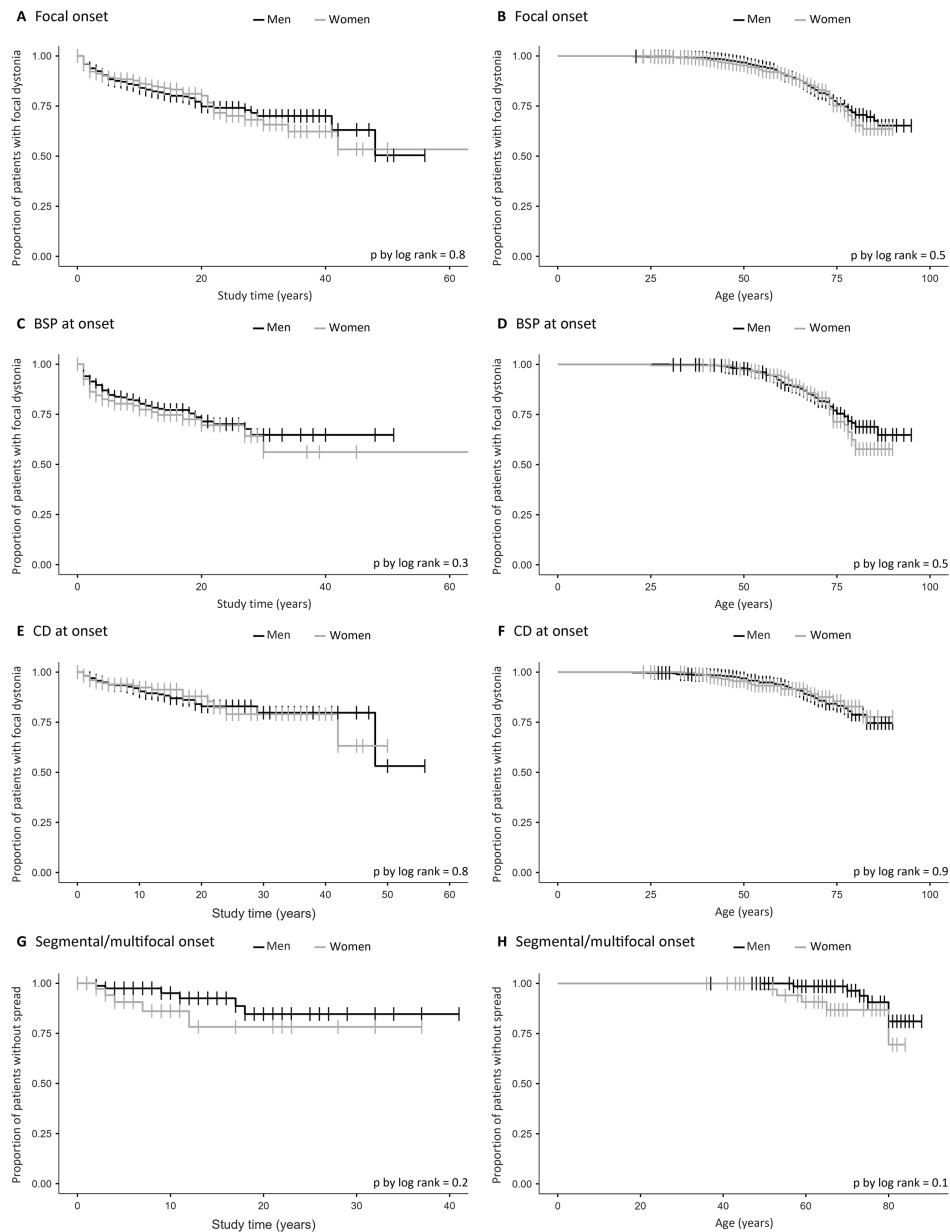 A Focal onset
Men Women
Proportion of patients with focal dystonia
1.00
0.75
0.50
0.25
0.00
p by log rank = 0.8
0 20 40 60
Study time (years)
B Focal onset
Men Women
Proportion of patients with focal dystonia
1.00
0.75
0.50
0.25
0.00
p by log rank = 0.5
0 25 50 75 100
Age (years)
C BSP at onset
Men Women
Proportion of patients with focal dystonia
1.00
0.75
0.50
0.25
0.00
p by log rank = 0.3
0 20 40 60
Study time (years)
D BSP at onset
Men Women
Proportion of patients with focal dystonia
1.00
0.75
0.50
0.25
0.00
p by log rank = 0.5
0 25 50 75 100
Age (years)
E CD at onset
Men Women
Proportion of patients with focal dystonia
1.00
0.75
0.50
0.25
0.00
p by log rank = 0.8
0 10 20 30 40 50 60
Study time (years)
F CD at onset
Men Women
Proportion of patients with focal dystonia
1.00
0.75
0.50
0.25
0.00
p by log rank = 0.9
0 25 50 75 100
Age (years)
G Segmental/multifocal onset
Men Women
Proportion of patients without spread
1.00
0.75
0.50
0.25
0.00
p by log rank = 0.2
0 10 20 30 40
Study time (years)
H Segmental/multifocal onset
Men Women
Proportion of patients without spread
1.00
0.75
0.50
0.25
0.00
p by log rank = 0.1
0 20 40 60 80
Age (years)